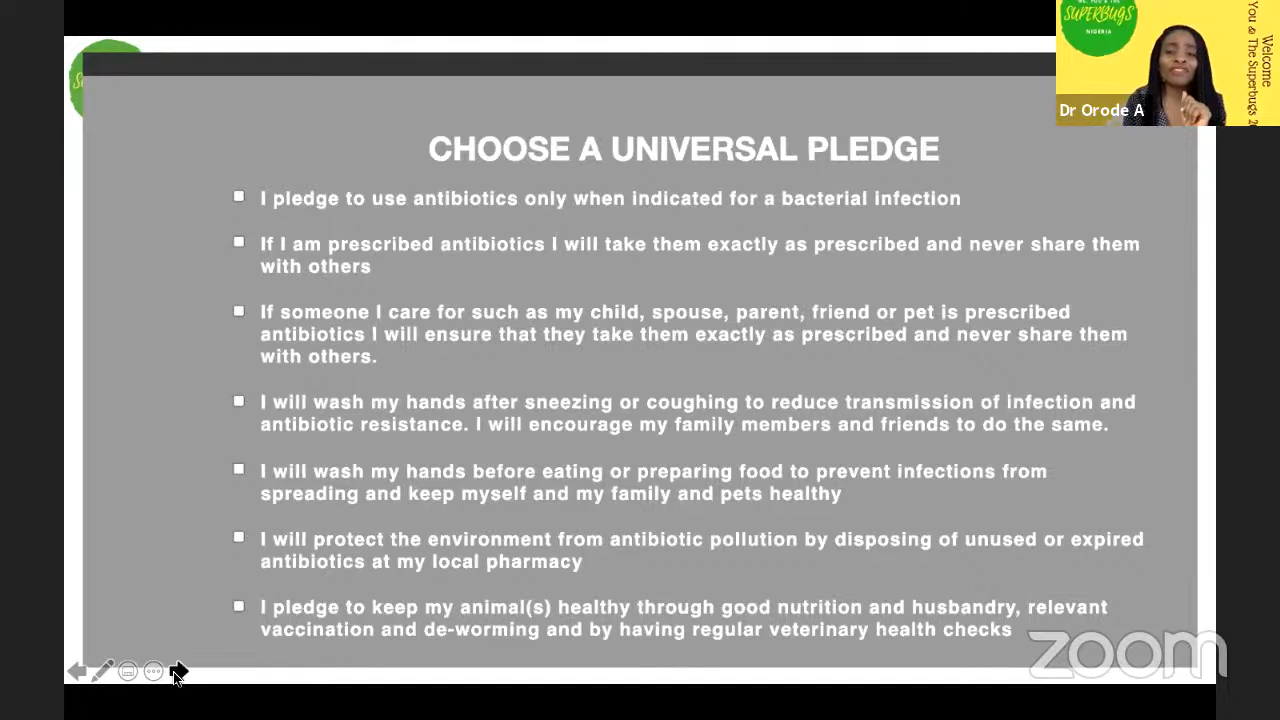 CHOOSE A UNIVERSAL PLEDGE
I pledge to use antibiotics only when indicated for a bacterial infection
If I am prescribed antibiotics I will take them exactly as prescribed and never share them
with others
If someone I care for such as my child, spouse, parent, friend or pet is prescribed
antibiotics I will ensure that they take them exactly as prescribed and never share them
with others.
I will wash my hands after sneezing or coughing to reduce transmission of infection and
antibiotic resistance. I will encourage my family members and friends to do the same.
I will wash my hands before eating or preparing food to prevent infections from
spreading and keep myself and my family and pets healthy
I will protect the environment from antibiotic pollution by disposing of unused or expired
antibiotics at my local pharmacy
I pledge to keep my animal(s) healthy through good nutrition and husbandry, relevant
vaccination and de-worming and by having regular veterinary health checks
zoom
SUPERBUGS
NIGERIA
Welcome
You & The Superbugs
Dr Orode A